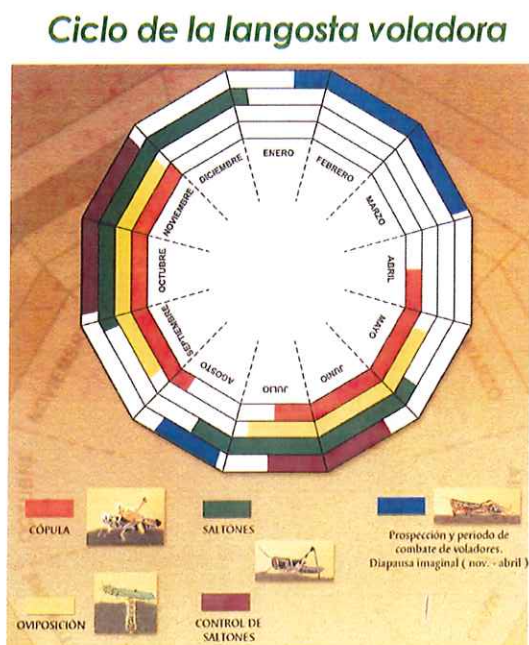 Ciclo de la langosta voladora
ENERO
FEBRERO
MARZO
ABRIL
MAYO
JUNIO
JULIO
AGOSTO
SEPTIEMBRE
OCTUBRE
NOVIEMBRE
DICIEMBRE
CÓPULA
SALTONES
Prospección y periodo de
combate de voladores.
Diapausa imaginal ( nov. - abril )
OVIPOSICIÓN
CONTROL DE
SALTONES